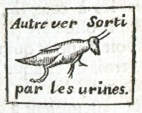 Autre ver Sorti
par les urines.